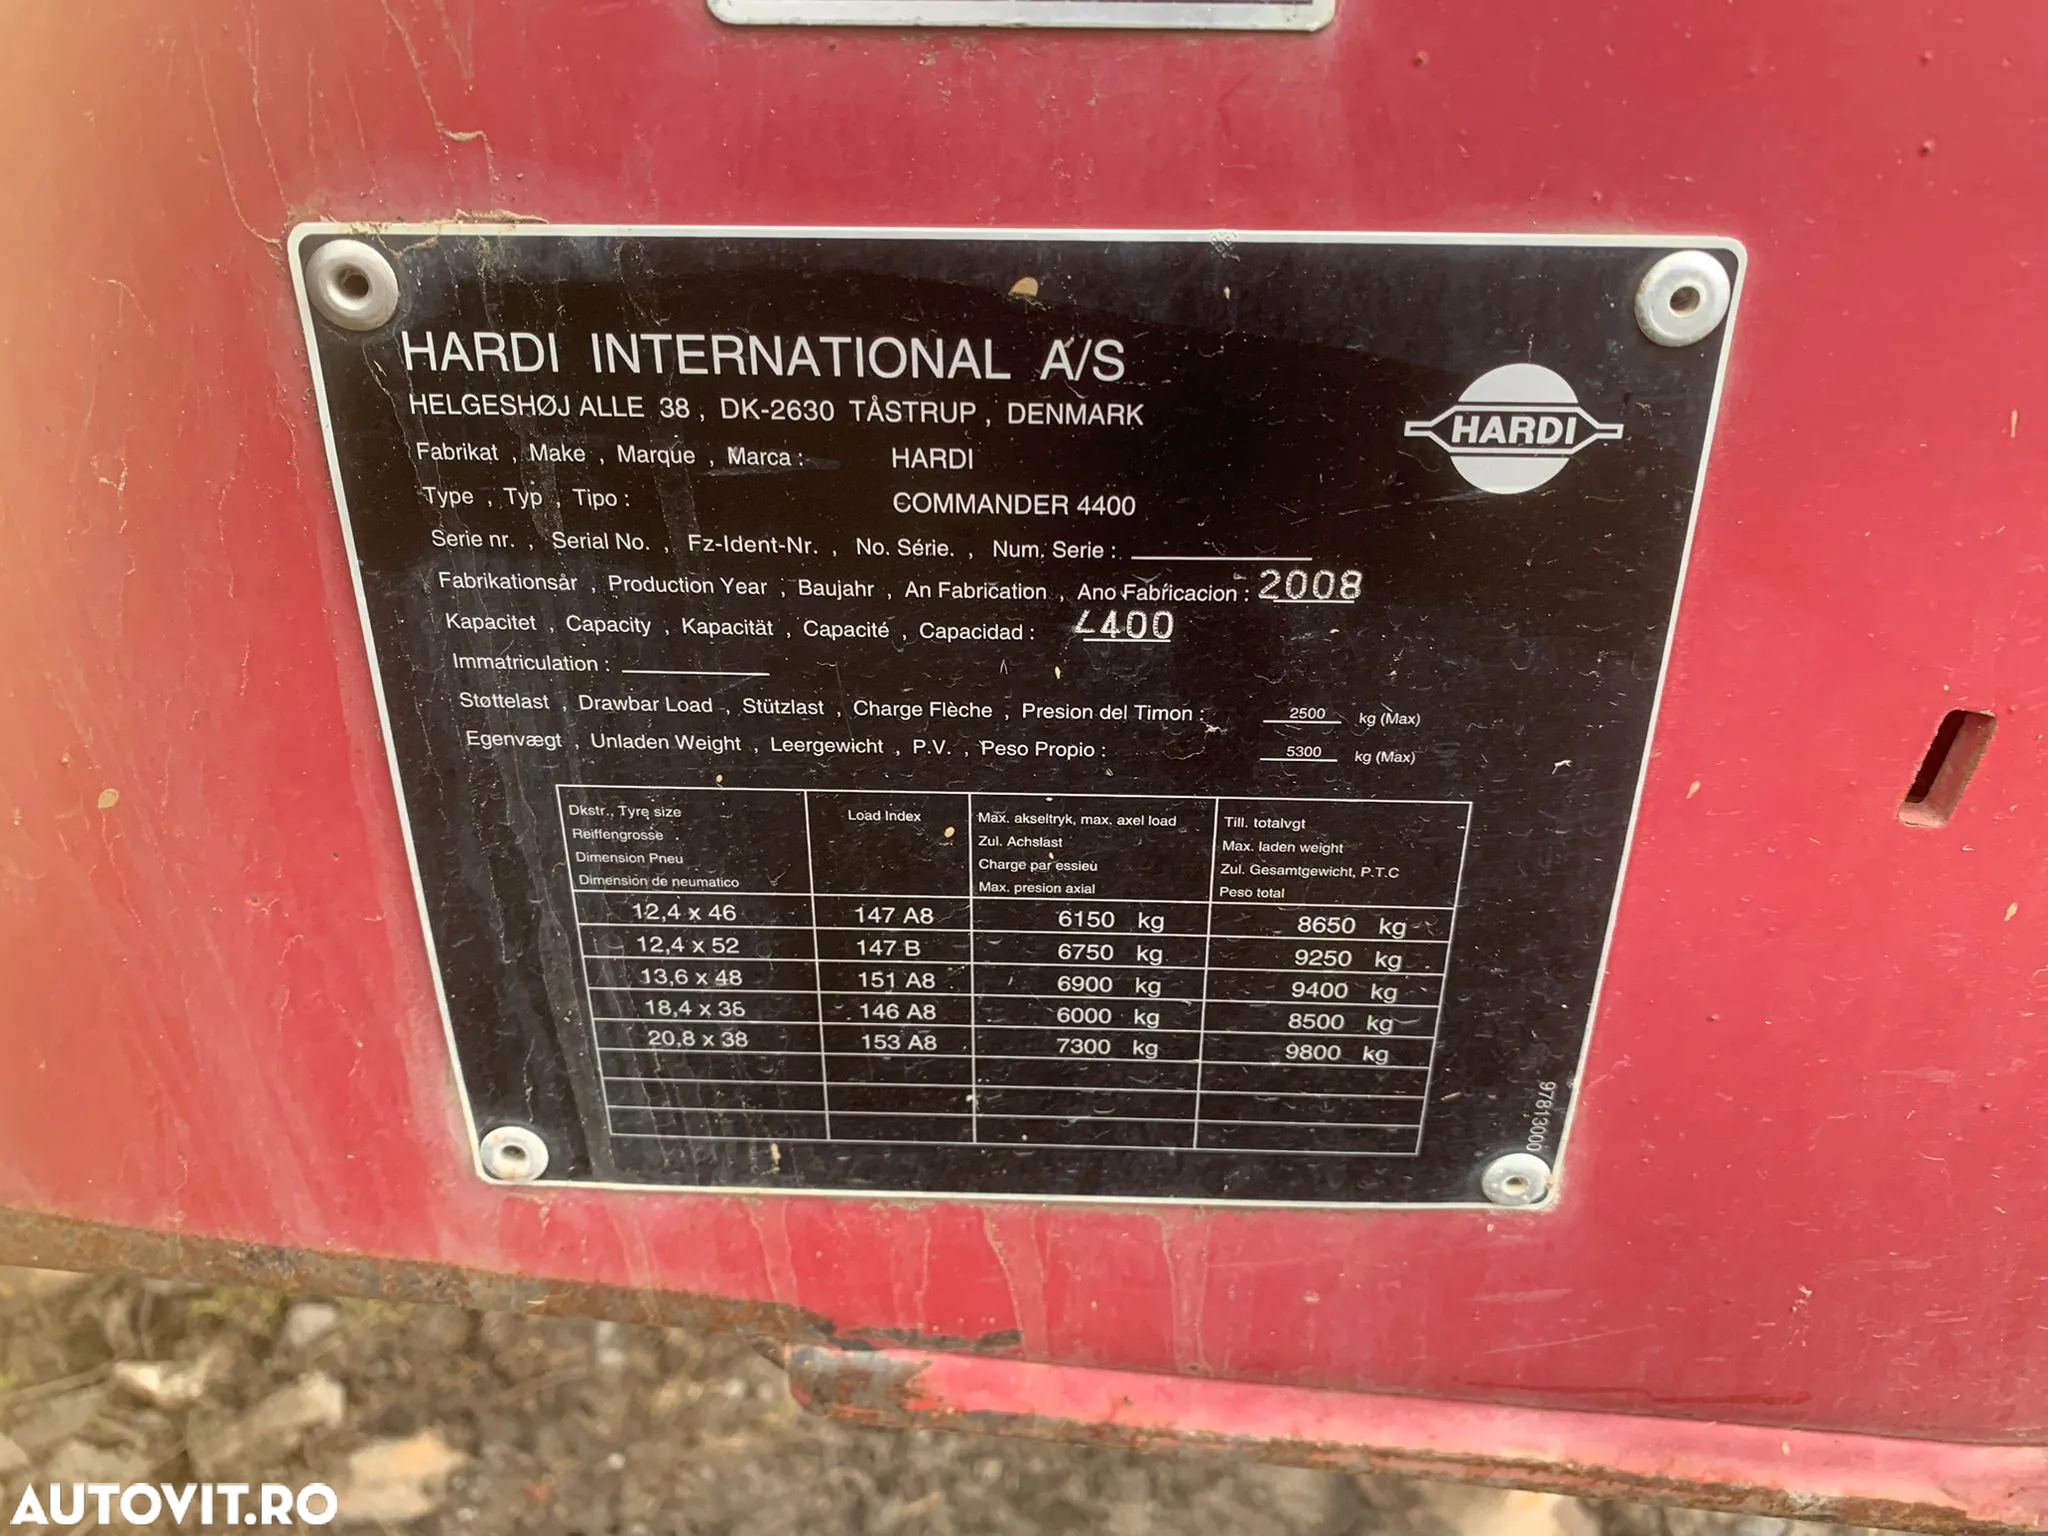 HARDI INTERNATIONAL A/S
HELGESHØJ ALLE 38 , DK-2630 TÅSTRUP , DENMARK
HARDI
Fabrikat , Make , Marque , Marca : HARDI
Type , Typ , Tipo : COMMANDER 4400
Serie nr. , Serial No. , Fz-Ident-Nr. , No. Série. , Num. Serie :
Fabrikationsår , Production Year , Baujahr , An Fabrication , Ano Fabricacion : 2008
Kapacitet , Capacity , Kapacität , Capacité , Capacidad : 4400
Immatriculation :
Støttelast , Drawbar Load , Stützlast , Charge Flèche , Presion del Timon : 2500 kg (Max)
Egenvægt , Unladen Weight , Leergewicht , P.V. , Peso Propio : 5300 kg (Max)
Dkstr., Tyre size Load Index Max. akseltryk, max. axel load Till. totalvgt
Reiffengrosse Zul. Achslast Max. laden weight
Dimension Pneu Charge par essieu Zul. Gesamtgewicht, P.T.C
Dimensión de neumatico Max. presion axial Peso total
12,4 x 46 147 A8 6150 kg 8650 kg
12,4 x 52 147 B 6750 kg 9250 kg
13,6 x 48 151 A8 6900 kg 9400 kg
18,4 x 38 146 A8 6000 kg 8500 kg
20,8 x 38 153 A8 7300 kg 9800 kg
97813000
AUTOVIT.RO